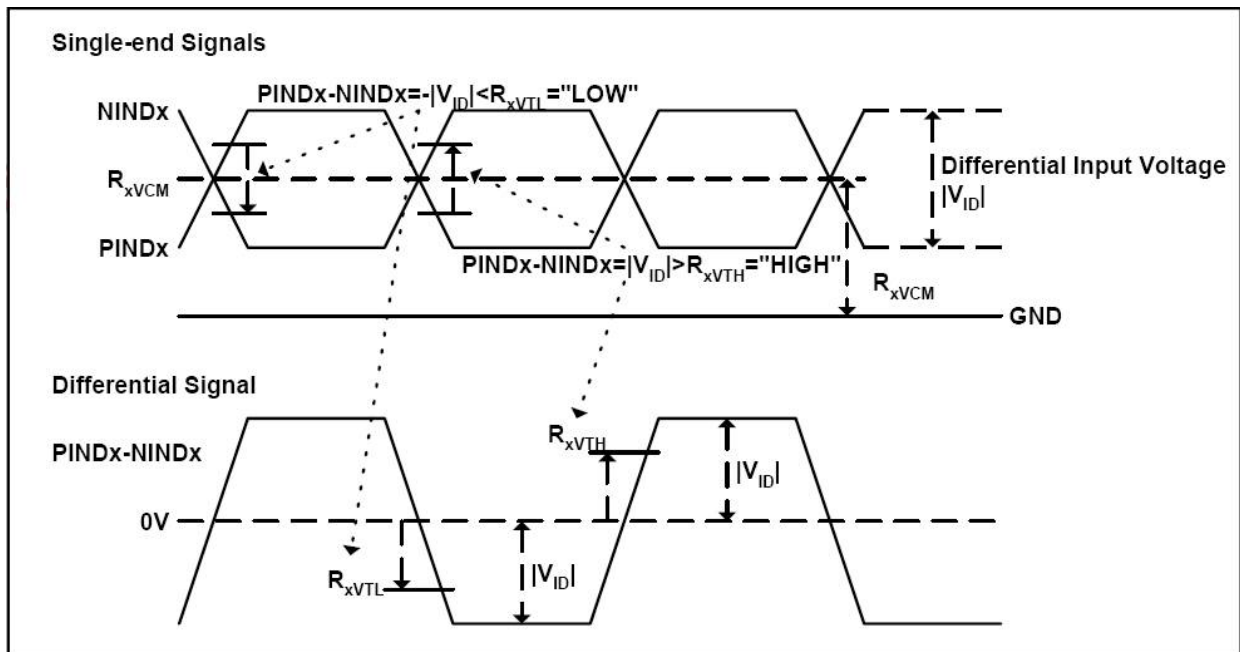 Single-end Signals
PINDx-NINDx=-|VID|<RxVTL="LOW"
NINDx
RxVCM
Differential Input Voltage
|VID|
PINDx
PINDx-NINDx=|VID|>RxVTH="HIGH"
RxVCM
GND
Differential Signal
PINDx-NINDx
RxVTH
|VID|
0V
RxVTL
|VID|